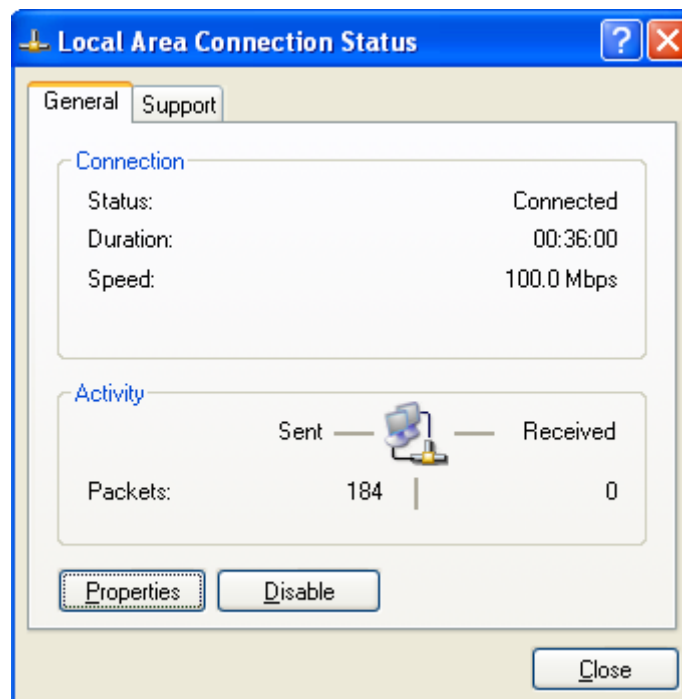 Local Area Connection Status
General Support
Connection
Status: Connected
Duration: 00:36:00
Speed: 100.0 Mbps
Activity
Sent Received
Packets: 184 0
Properties Disable
Close